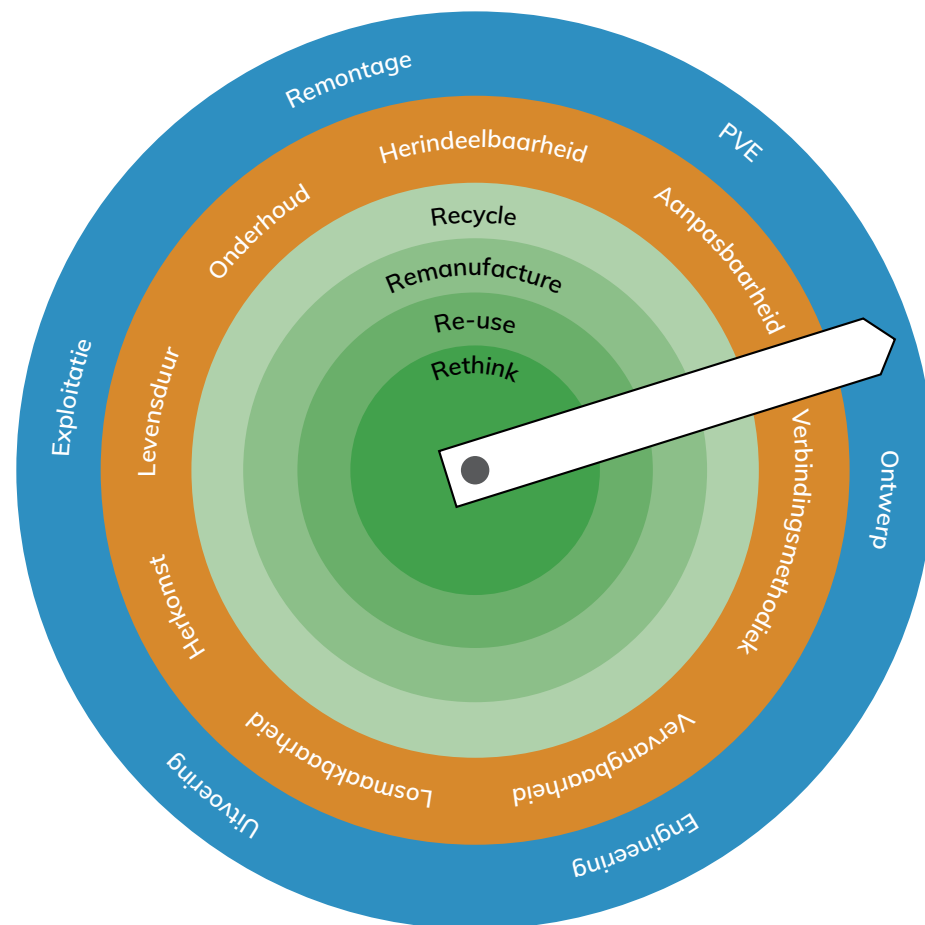 Remontage
PVE
Ontwerp
Engineering
Uitvoering
Exploitatie
Herindeelbaarheid
Aanpasbaarheid
Verbindingsmethodiek
Vervangbaarheid
Losmaakbaarheid
Herkomst
Levensduur
Onderhoud
Recycle
Remanufacture
Re-use
Rethink